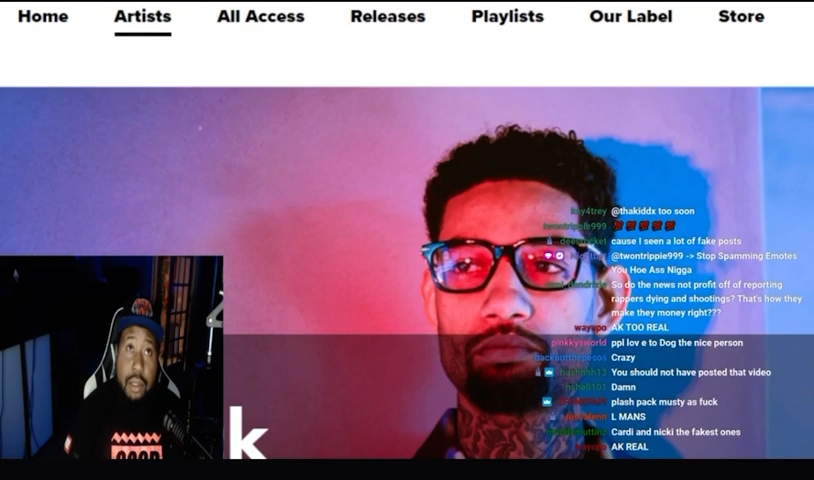 Home Artists All Access Releases Playlists Our Label Store
@thakiddx too soon
twontrippie999
cause I seen a lot of fake posts
@twontrippie999 -> Stop Spamming Emotes
You Hoe Ass Nigga
So do the news not profit off of reporting
rappers dying and shootings? That's how they
make they money right???
wayupo AK TOO REAL
pinkkysworld ppl lov e to Dog the nice person
Crazy
You should not have posted that video
Damn
plash pack musty as fuck
L MANS
Cardi and nicki the fakest ones
wayupo AK REAL
k